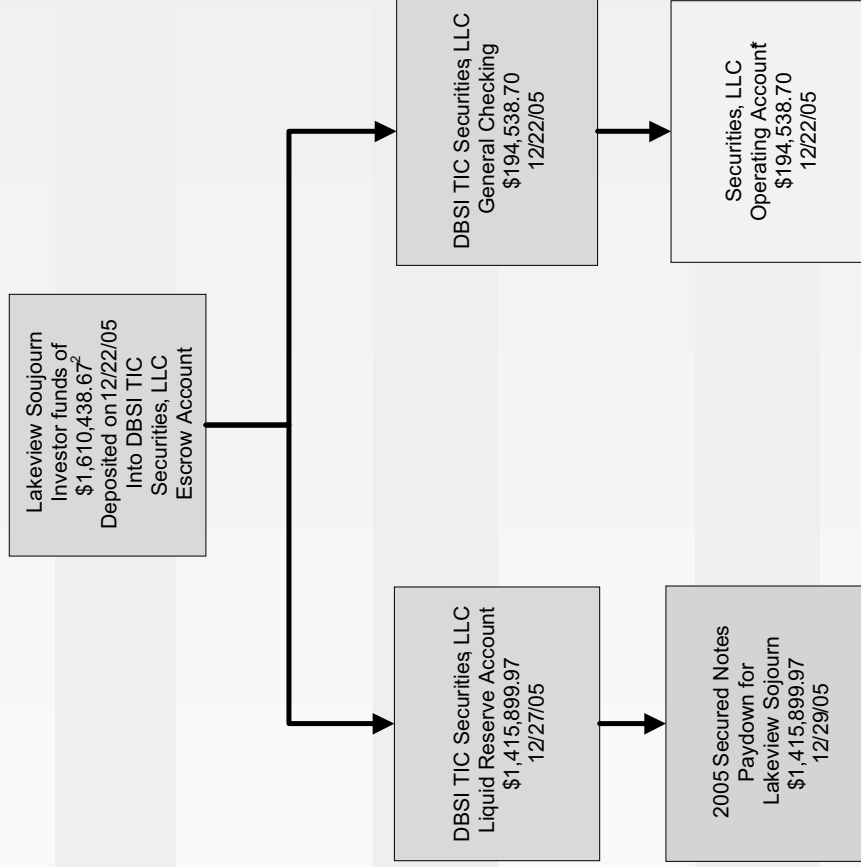 Lakeview Soujourn
Investor funds of
$1,610,438.67²
Deposited on12/22/05
Into DBSI TIC
Securities, LLC
Escrow Account
DBSI TIC Securities, LLC
Liquid Reserve Account
$1,415,899.97
12/27/05
DBSI TIC Securities, LLC
General Checking
$194,538.70
12/22/05
2005 Secured Notes
Paydown for
Lakeview Sojourn
$1,415,899.97
12/29/05
Securities, LLC
Operating Account*
$194,538.70
12/22/05